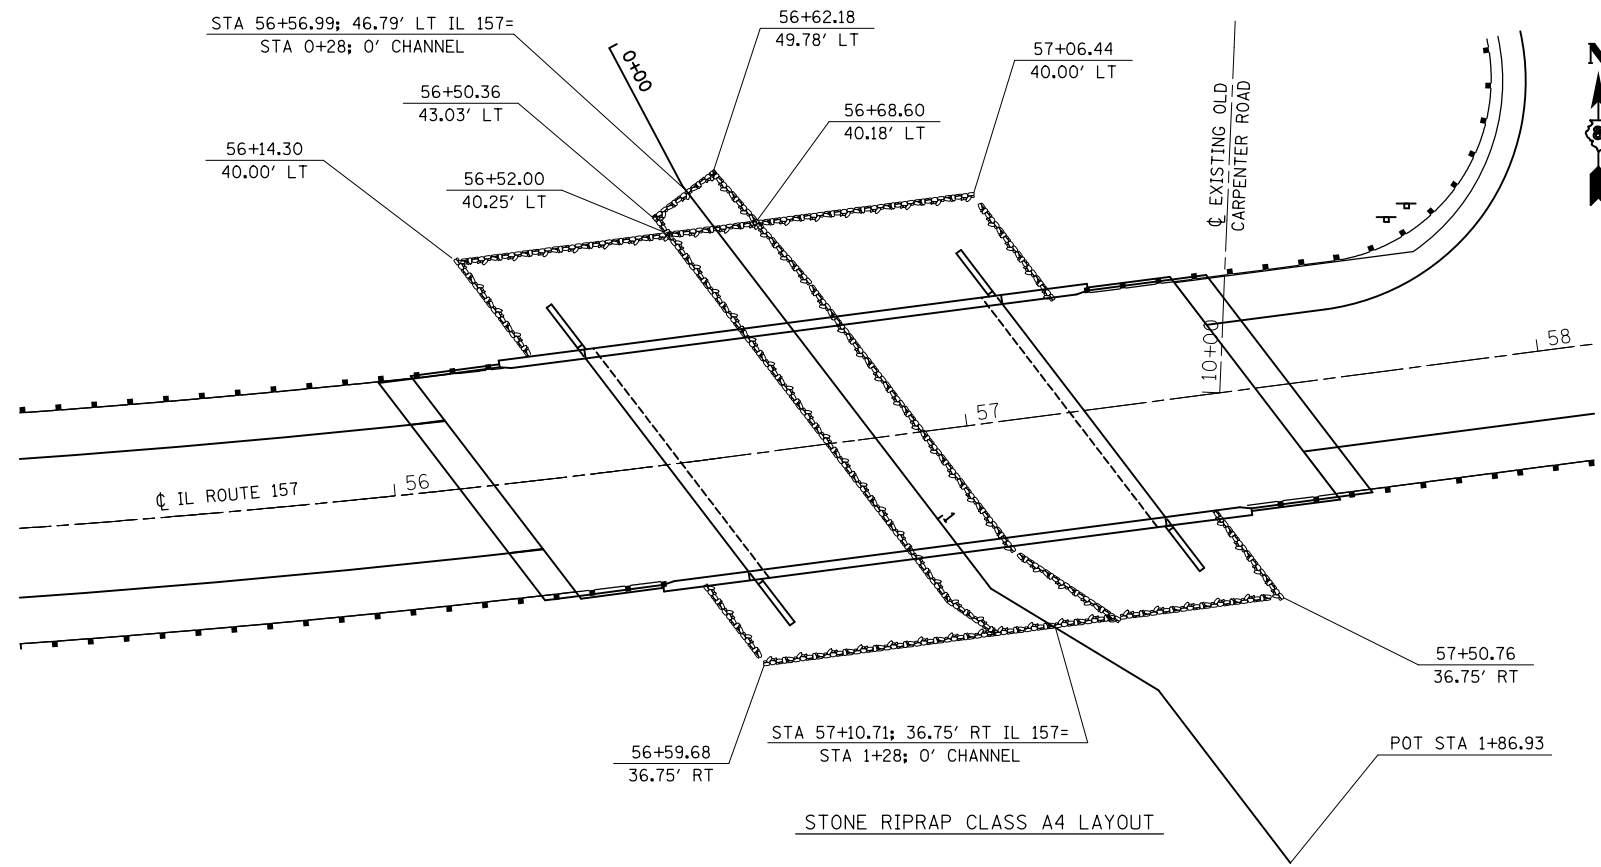 STA 56+56.99; 46.79' LT IL 157=
STA 0+28; 0' CHANNEL
56+62.18
49.78' LT
57+06.44
40.00' LT
0+00
56+50.36
43.03' LT
56+68.60
40.18' LT
56+14.30
40.00' LT
56+52.00
40.25' LT
℄ EXISTING OLD
CARPENTER ROAD
N
8
10+00
58
57
56
℄ IL ROUTE 157
1
57+50.76
36.75' RT
STA 57+10.71; 36.75' RT IL 157=
STA 1+28; 0' CHANNEL
56+59.68
36.75' RT
POT STA 1+86.93
STONE RIPRAP CLASS A4 LAYOUT